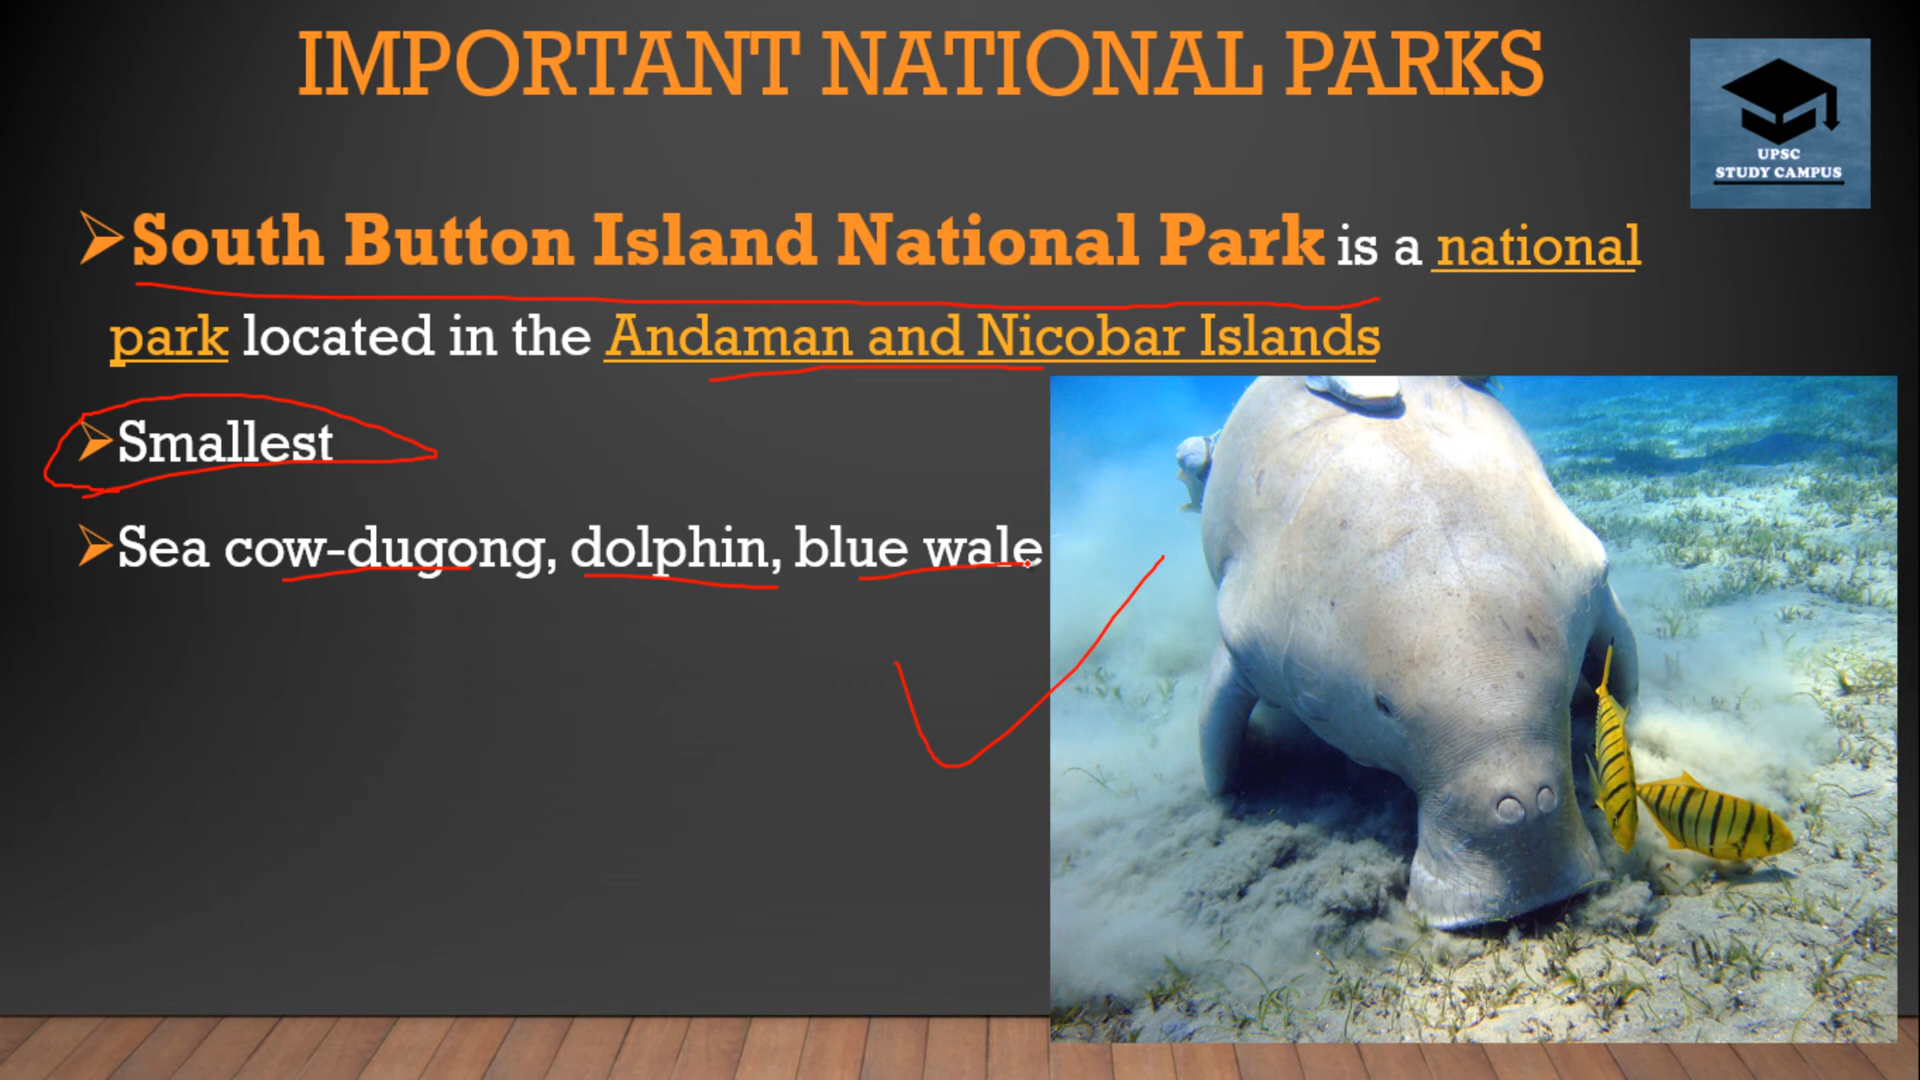 IMPORTANT NATIONAL PARKS
UPSC
STUDY CAMPUS
South Button Island National Park is a national
park located in the Andaman and Nicobar Islands
Smallest
Sea cow-dugong, dolphin, blue wale